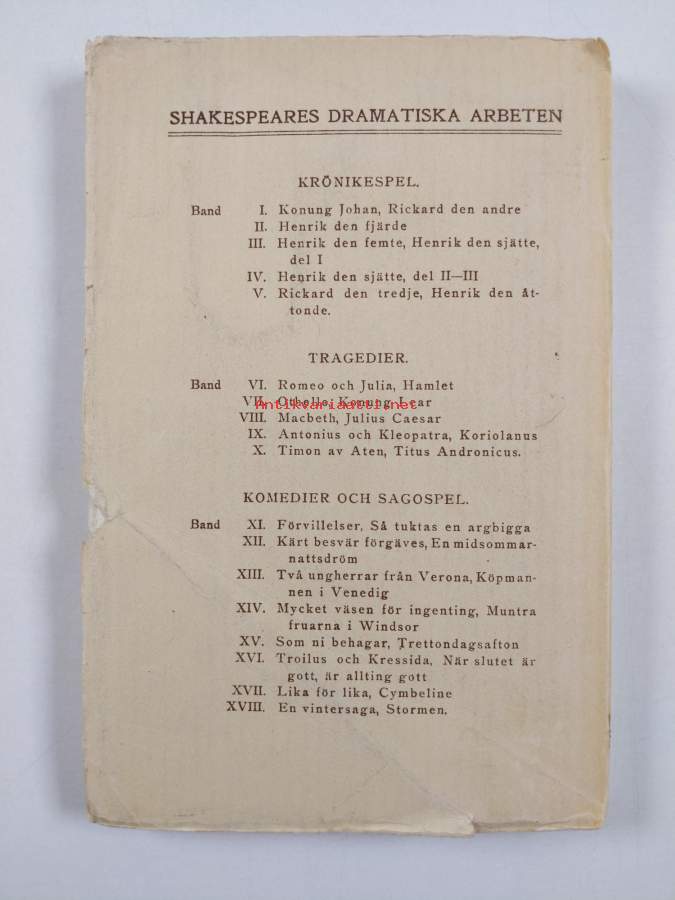 SHAKESPEARES DRAMATISKA ARBETEN
KRÖNIKESPEL.
Band I. Konung Johan, Rickard den andre
II. Henrik den fjärde
III. Henrik den femte, Henrik den sjätte,
del I
IV. Henrik den sjätte, del II—III
V. Rickard den tredje, Henrik den åt-
tonde.
TRAGEDIER.
Band VI. Romeo och Julia, Hamlet
VII. Othello, Konung Lear
Antikvariaatti.net
VIII. Macbeth, Julius Caesar
IX. Antonius och Kleopatra, Koriolanus
X. Timon av Aten, Titus Andronicus.
KOMEDIER OCH SAGOSPEL.
Band XI. Förvillelser, Så tuktas en argbigga
XII. Kärt besvär förgäves, En midsommar-
nattsdröm
XIII. Två ungherrar från Verona, Köpman-
nen i Venedig
XIV. Mycket väsen för ingenting, Muntra
fruarna i Windsor
XV. Som ni behagar, Trettondagsafton
XVI. Troilus och Kressida, När slutet är
gott, är allting gott
XVII. Lika för lika, Cymbeline
XVIII. En vintersaga, Stormen.